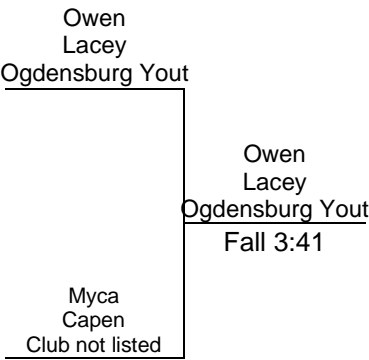 Owen
Lacey
Ogdensburg Yout
Owen
Lacey
Ogdensburg Yout
Fall 3:41
Myca
Capen
Club not listed